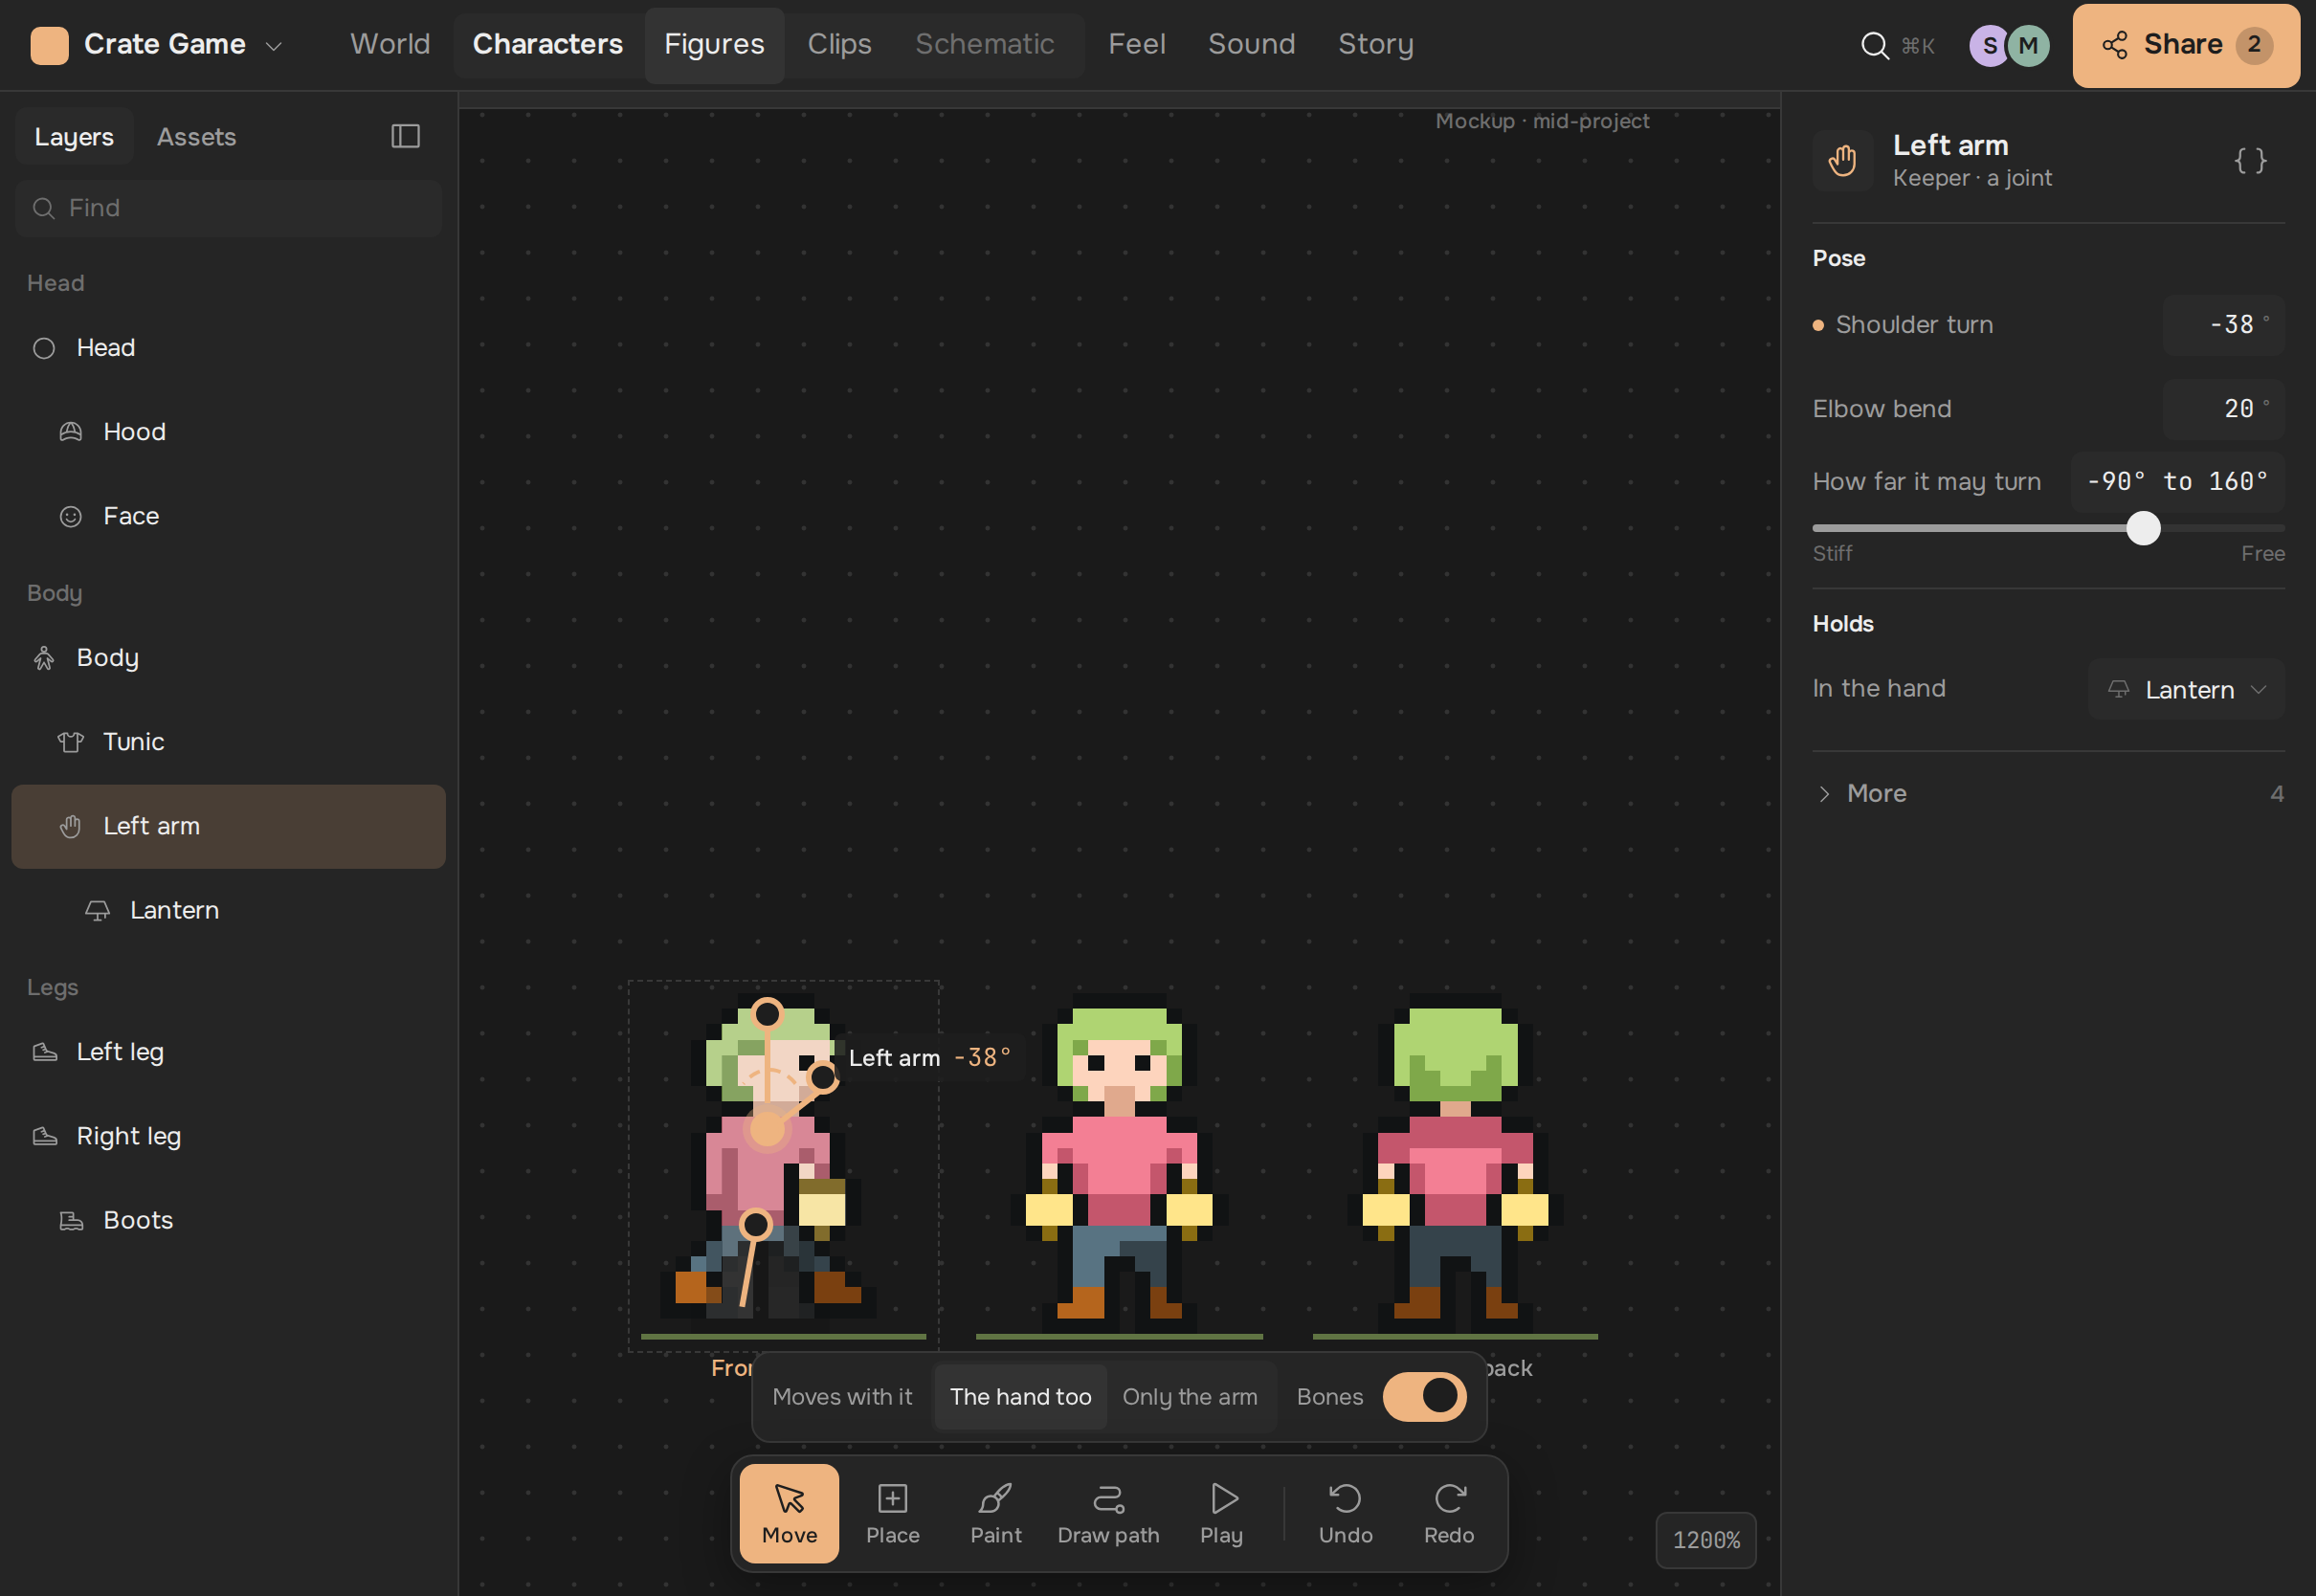 Crate Game
World
Characters
Figures
Clips
Schematic
Feel
Sound
Story
⌘K
S
M
Share
2
Layers
Assets
Find
Head
Head
Hood
Face
Body
Body
Tunic
Left arm
Lantern
Legs
Left leg
Right leg
Boots
Mockup · mid-project
Left arm -38°
Moves with it
The hand too
Only the arm
Bones
Move
Place
Paint
Draw path
Play
Undo
Redo
1200%
Left arm
Keeper · a joint
{ }
Pose
Shoulder turn
-38 °
Elbow bend
20 °
How far it may turn
-90° to 160°
Stiff
Free
Holds
In the hand
Lantern
More
4